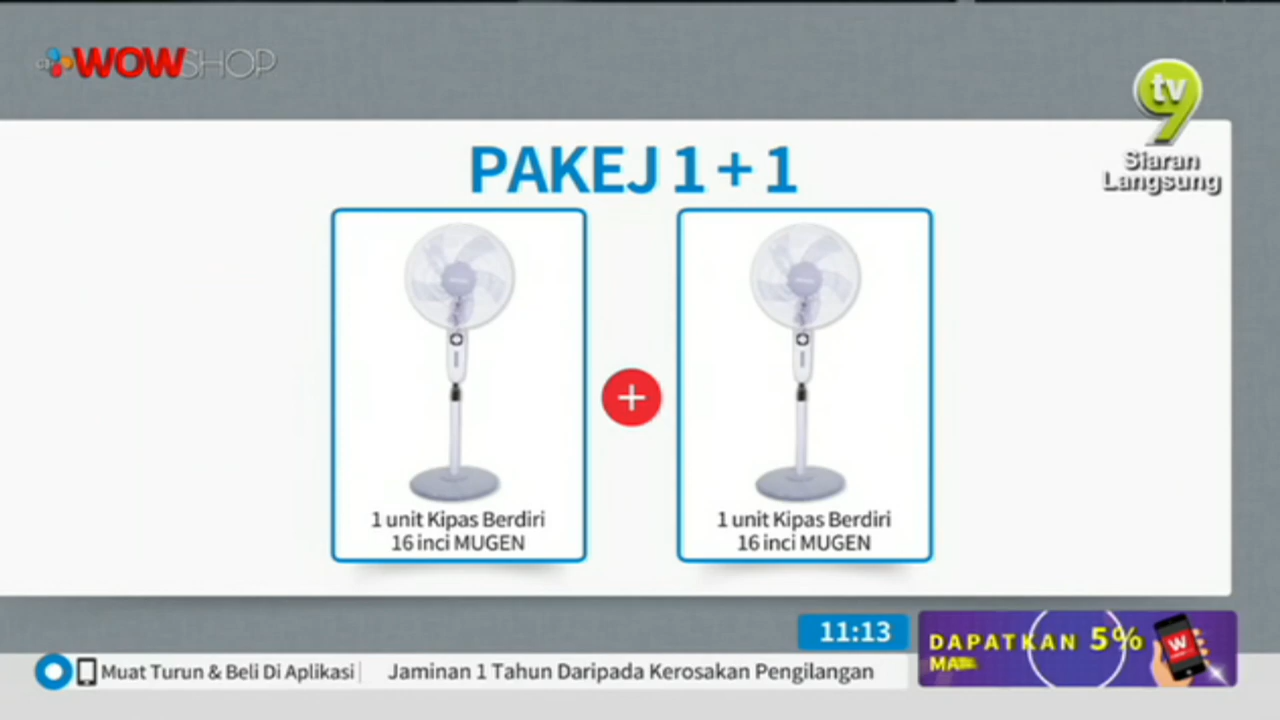 WOWSHOP
tv9
Siaran
Langsung
PAKEJ 1 + 1
1 unit Kipas Berdiri
16 inci MUGEN
+
1 unit Kipas Berdiri
16 inci MUGEN
11:13
DAPATKAN 5%
Muat Turun & Beli Di Aplikasi
Jaminan 1 Tahun Daripada Kerosakan Pengilangan
W